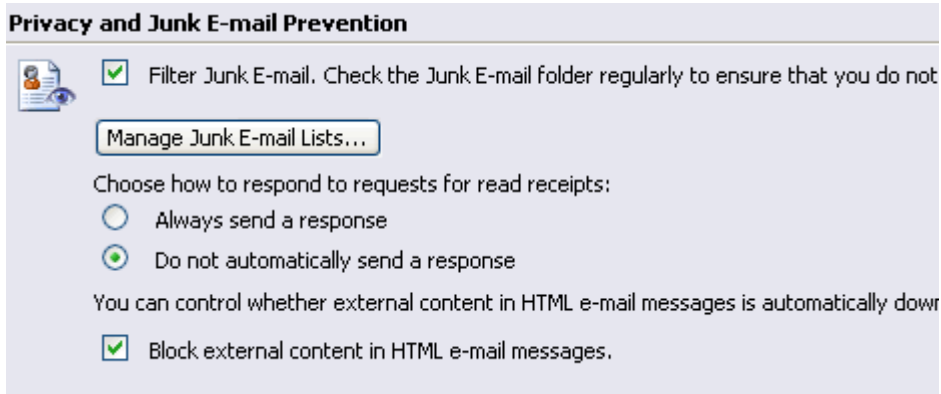 Privacy and Junk E-mail Prevention
Filter Junk E-mail. Check the Junk E-mail folder regularly to ensure that you do not
Manage Junk E-mail Lists...
Choose how to respond to requests for read receipts:
Always send a response
Do not automatically send a response
You can control whether external content in HTML e-mail messages is automatically dow
Block external content in HTML e-mail messages.